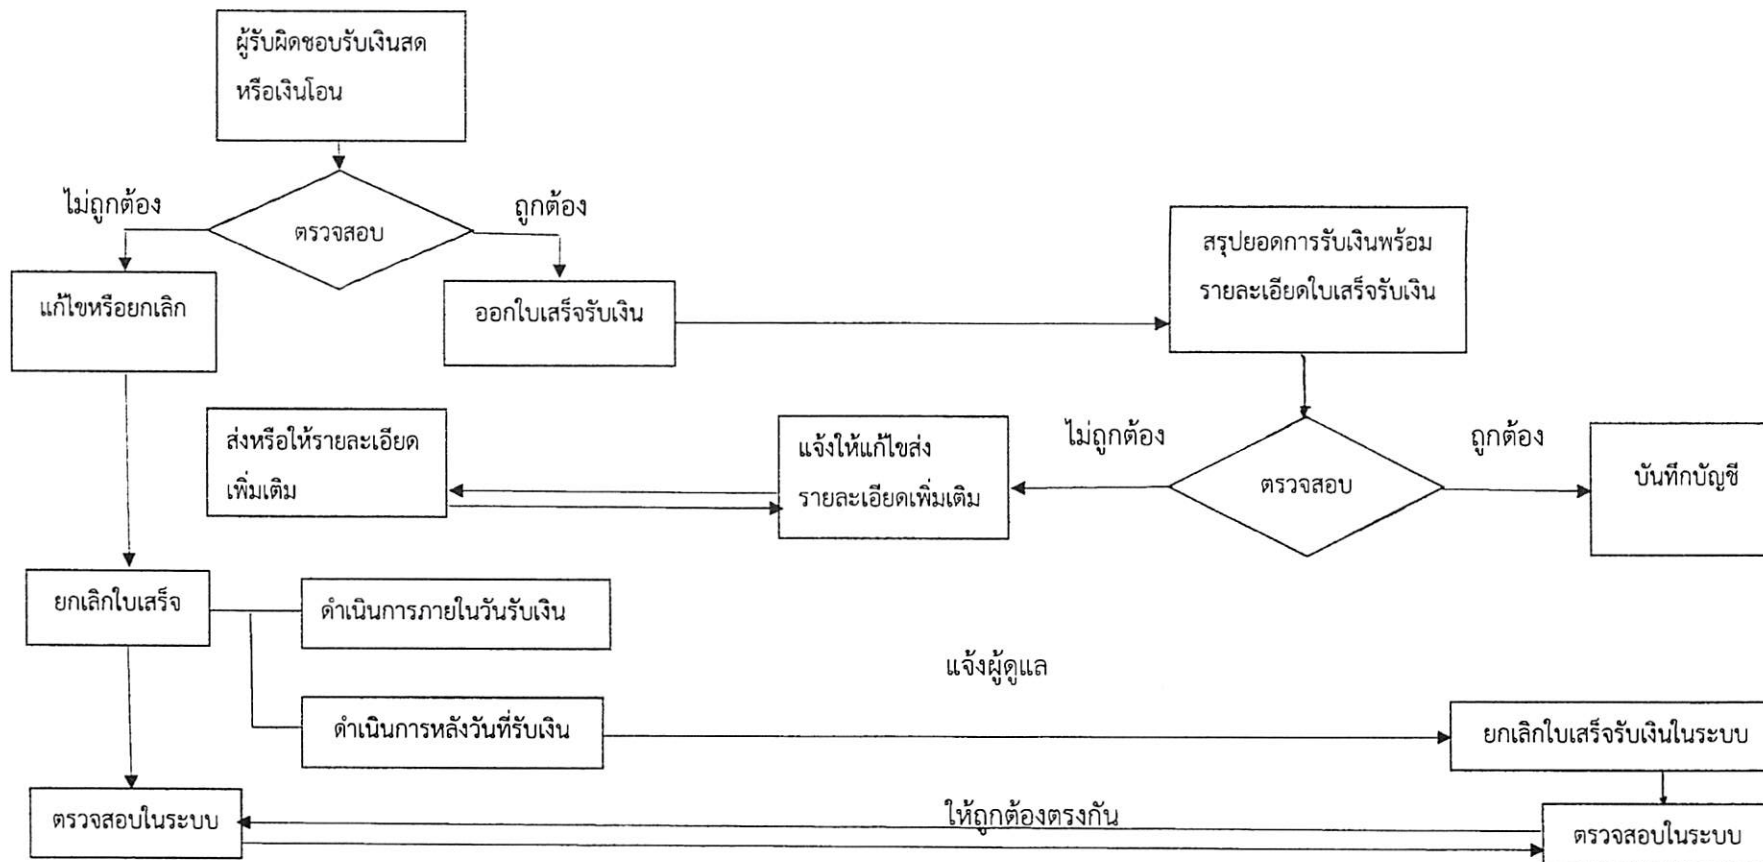 ผู้รับผิดชอบรับเงินสด
หรือเงินโอน
ไม่ถูกต้อง
ตรวจสอบ
ถูกต้อง
แก้ไขหรือยกเลิก
ออกใบเสร็จรับเงิน
สรุปยอดการรับเงินพร้อม
รายละเอียดใบเสร็จรับเงิน
ส่งหรือให้รายละเอียด
เพิ่มเติม
แจ้งให้แก้ไขส่ง
รายละเอียดเพิ่มเติม
ไม่ถูกต้อง
ตรวจสอบ
ถูกต้อง
บันทึกบัญชี
ยกเลิกใบเสร็จ
ดำเนินการภายในวันรับเงิน
แจ้งผู้ดูแล
ดำเนินการหลังวันที่รับเงิน
ยกเลิกใบเสร็จรับเงินในระบบ
ตรวจสอบในระบบ
ให้ถูกต้องตรงกัน
ตรวจสอบในระบบ